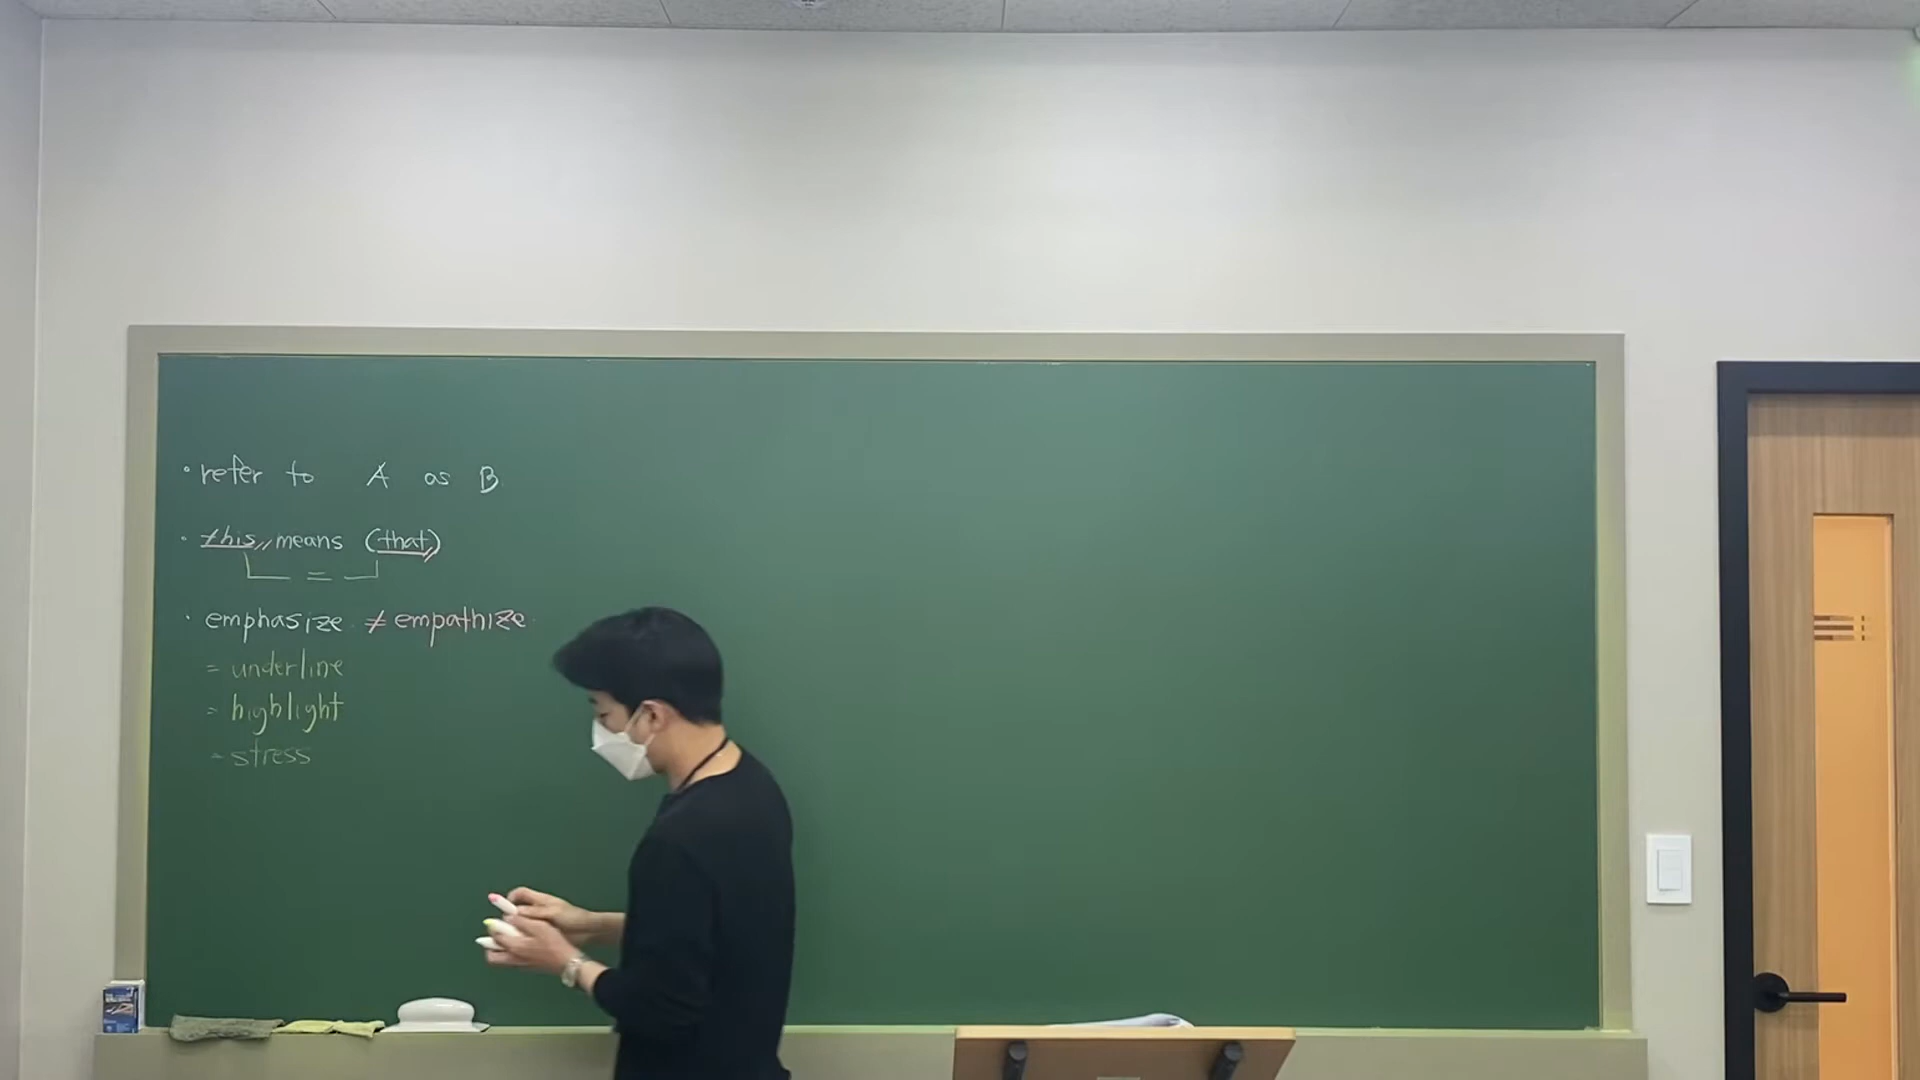 · refer to A as B
· this means (that)
=
· emphasize ≠ empathize
= underline
= highlight
= stress